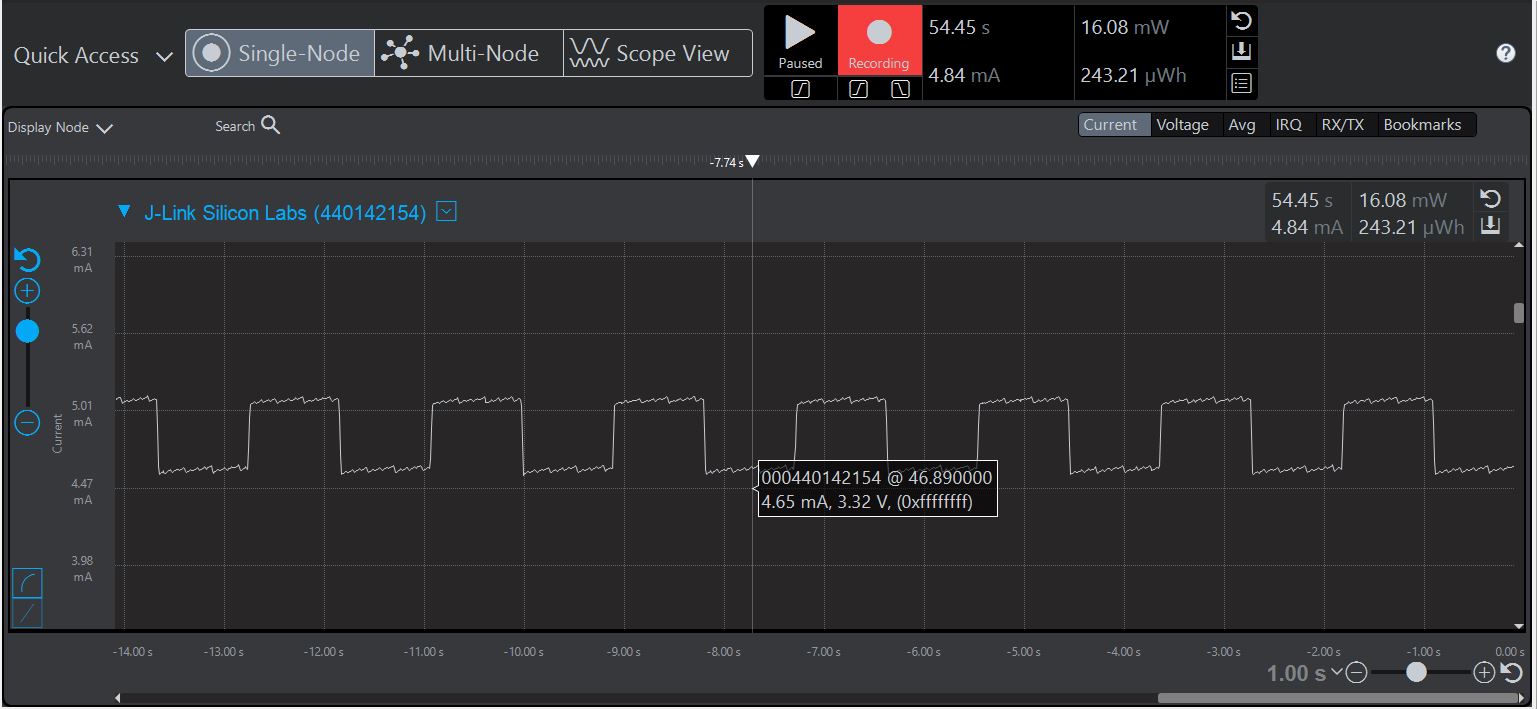 Quick Access
Single-Node
Multi-Node
Scope View
Paused
Recording
54.45 s
4.84 mA
16.08 mW
243.21 µWh
Display Node
Search
Current
Voltage
Avg
IRQ
RX/TX
Bookmarks
-7.74 s
J-Link Silicon Labs (440142154)
54.45 s
4.84 mA
16.08 mW
243.21 µWh
6.31
mA
5.62
mA
5.01
mA
4.47
mA
3.98
mA
Current
000440142154 @ 46.890000
4.65 mA, 3.32 V, (0xffffffff)
-14.00 s
-13.00 s
-12.00 s
-11.00 s
-10.00 s
-9.00 s
-8.00 s
-7.00 s
-6.00 s
-5.00 s
-4.00 s
-3.00 s
-2.00 s
-1.00 s
0.00 s
1.00 s